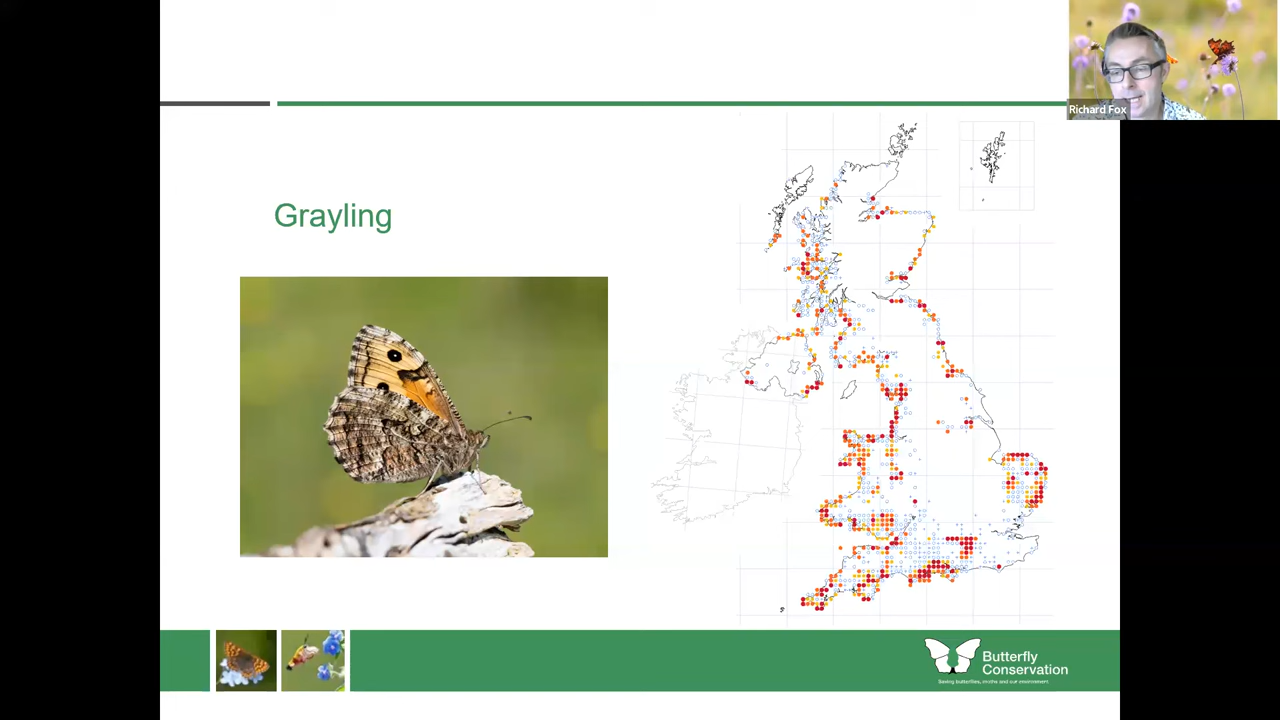 Richard Fox
Grayling
Butterfly
Conservation
Saving butterflies, moths and our environment